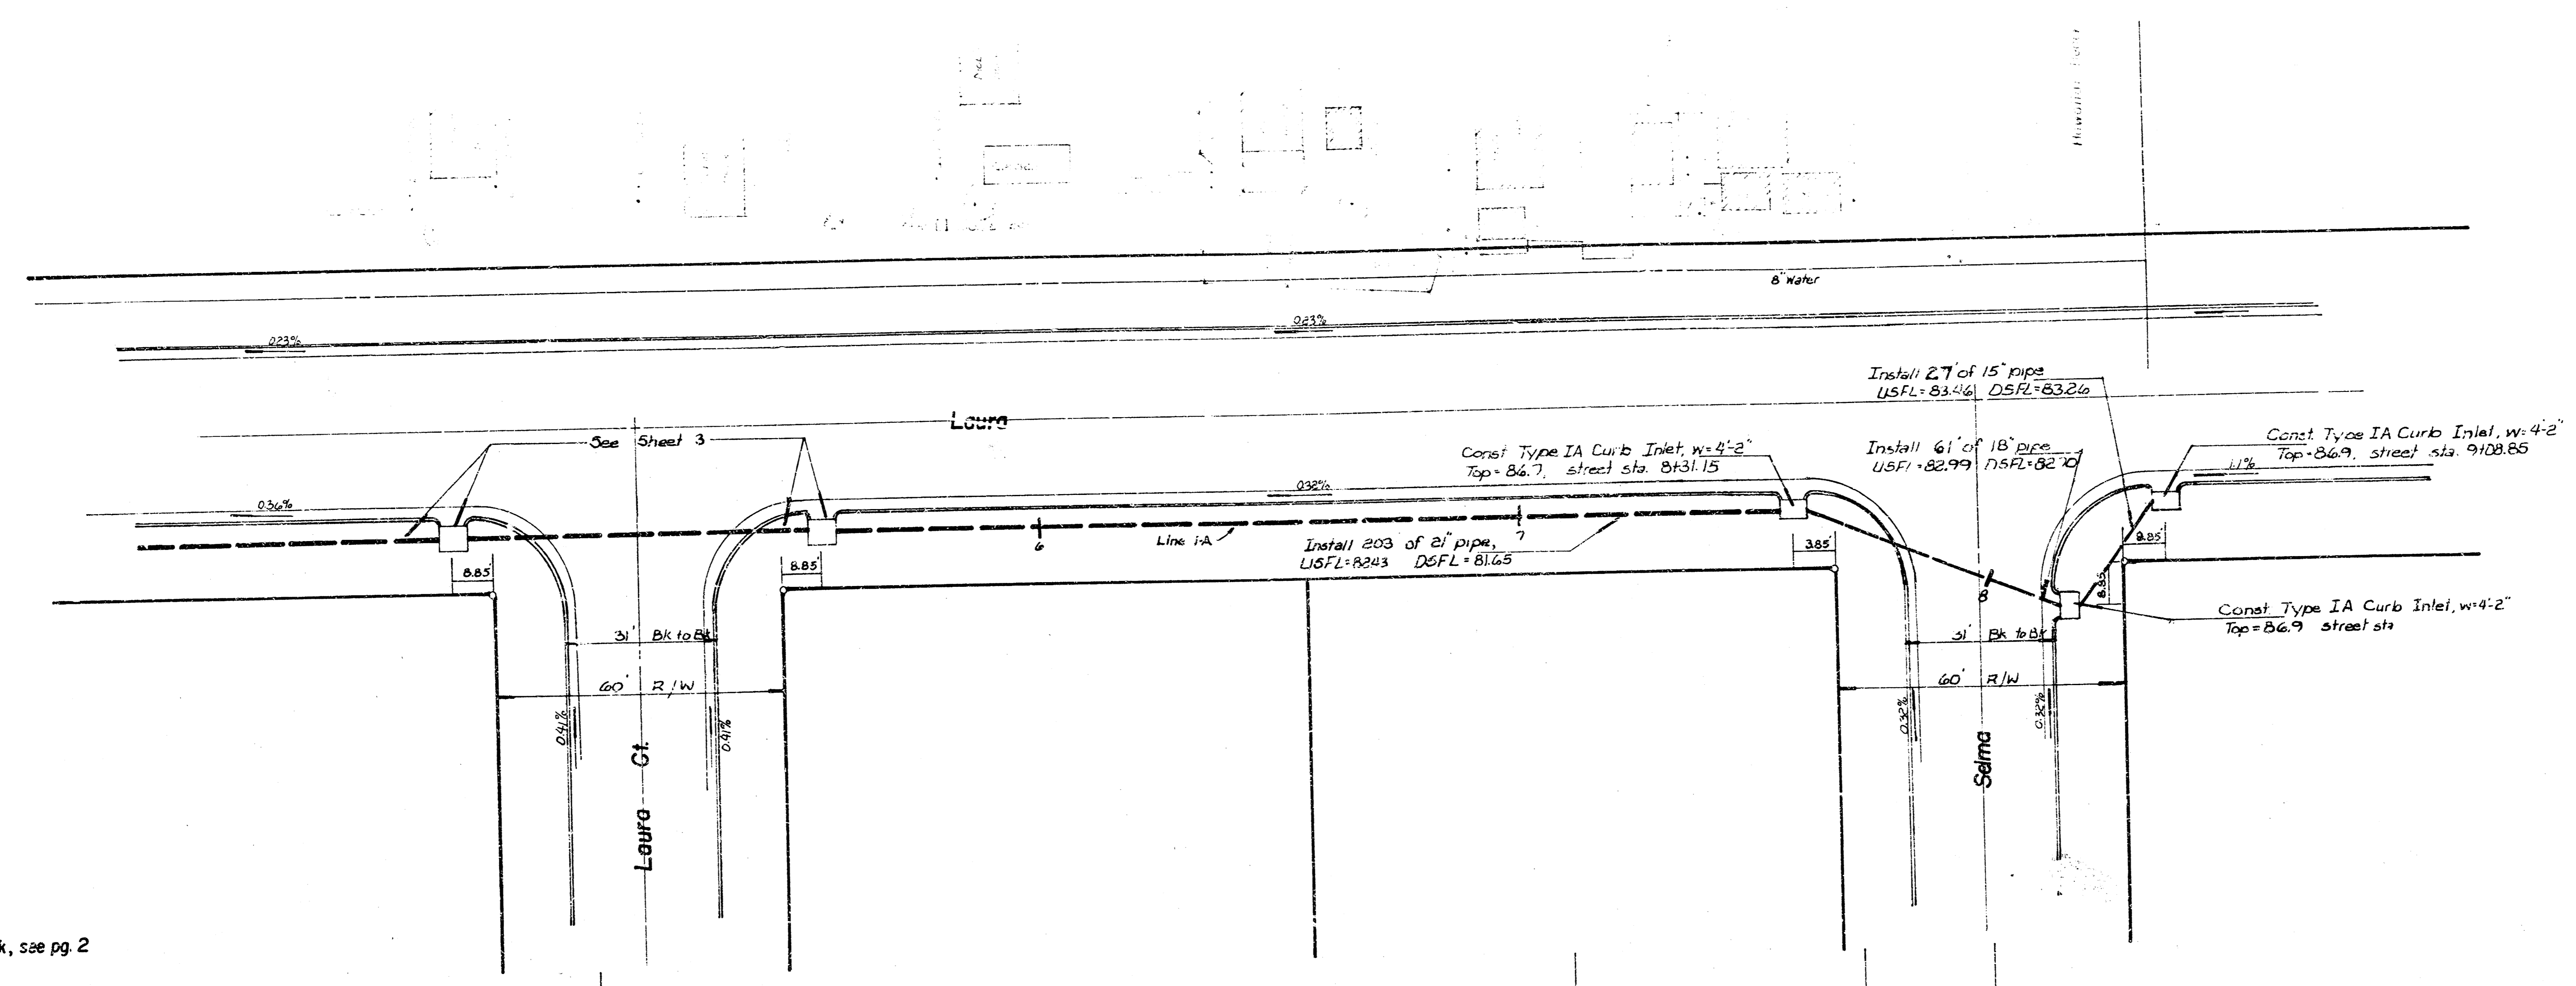 8" Water
0.23%
0.23%
Install 27' of 15" pipe
USFL=83.46 DSFL=83.26
Laura
See Sheet 3
Const Type IA Curb Inlet, w=4'-2"
Top=86.7, street sta. 8+31.15
Install 61' of 18" pipe
USFL=82.99 DSFL=82.70
Const. Type IA Curb Inlet, w=4'-2"
Top=86.9, street sta. 9+08.85
1.1%
0.36%
0.32%
6
Line 1-A
7
Install 203' of 21" pipe,
USFL=82.43 DSFL=81.65
8.85'
8.85'
3.85'
8
8.85'
8.85'
Const. Type IA Curb Inlet, w=4'-2"
Top=86.9 street sta
31' Bk to Bk
31' Bk to Bk
60' R/W
60' R/W
0.41%
0.41%
0.32%
0.32%
Laura Ct.
Selma
k, see pg. 2